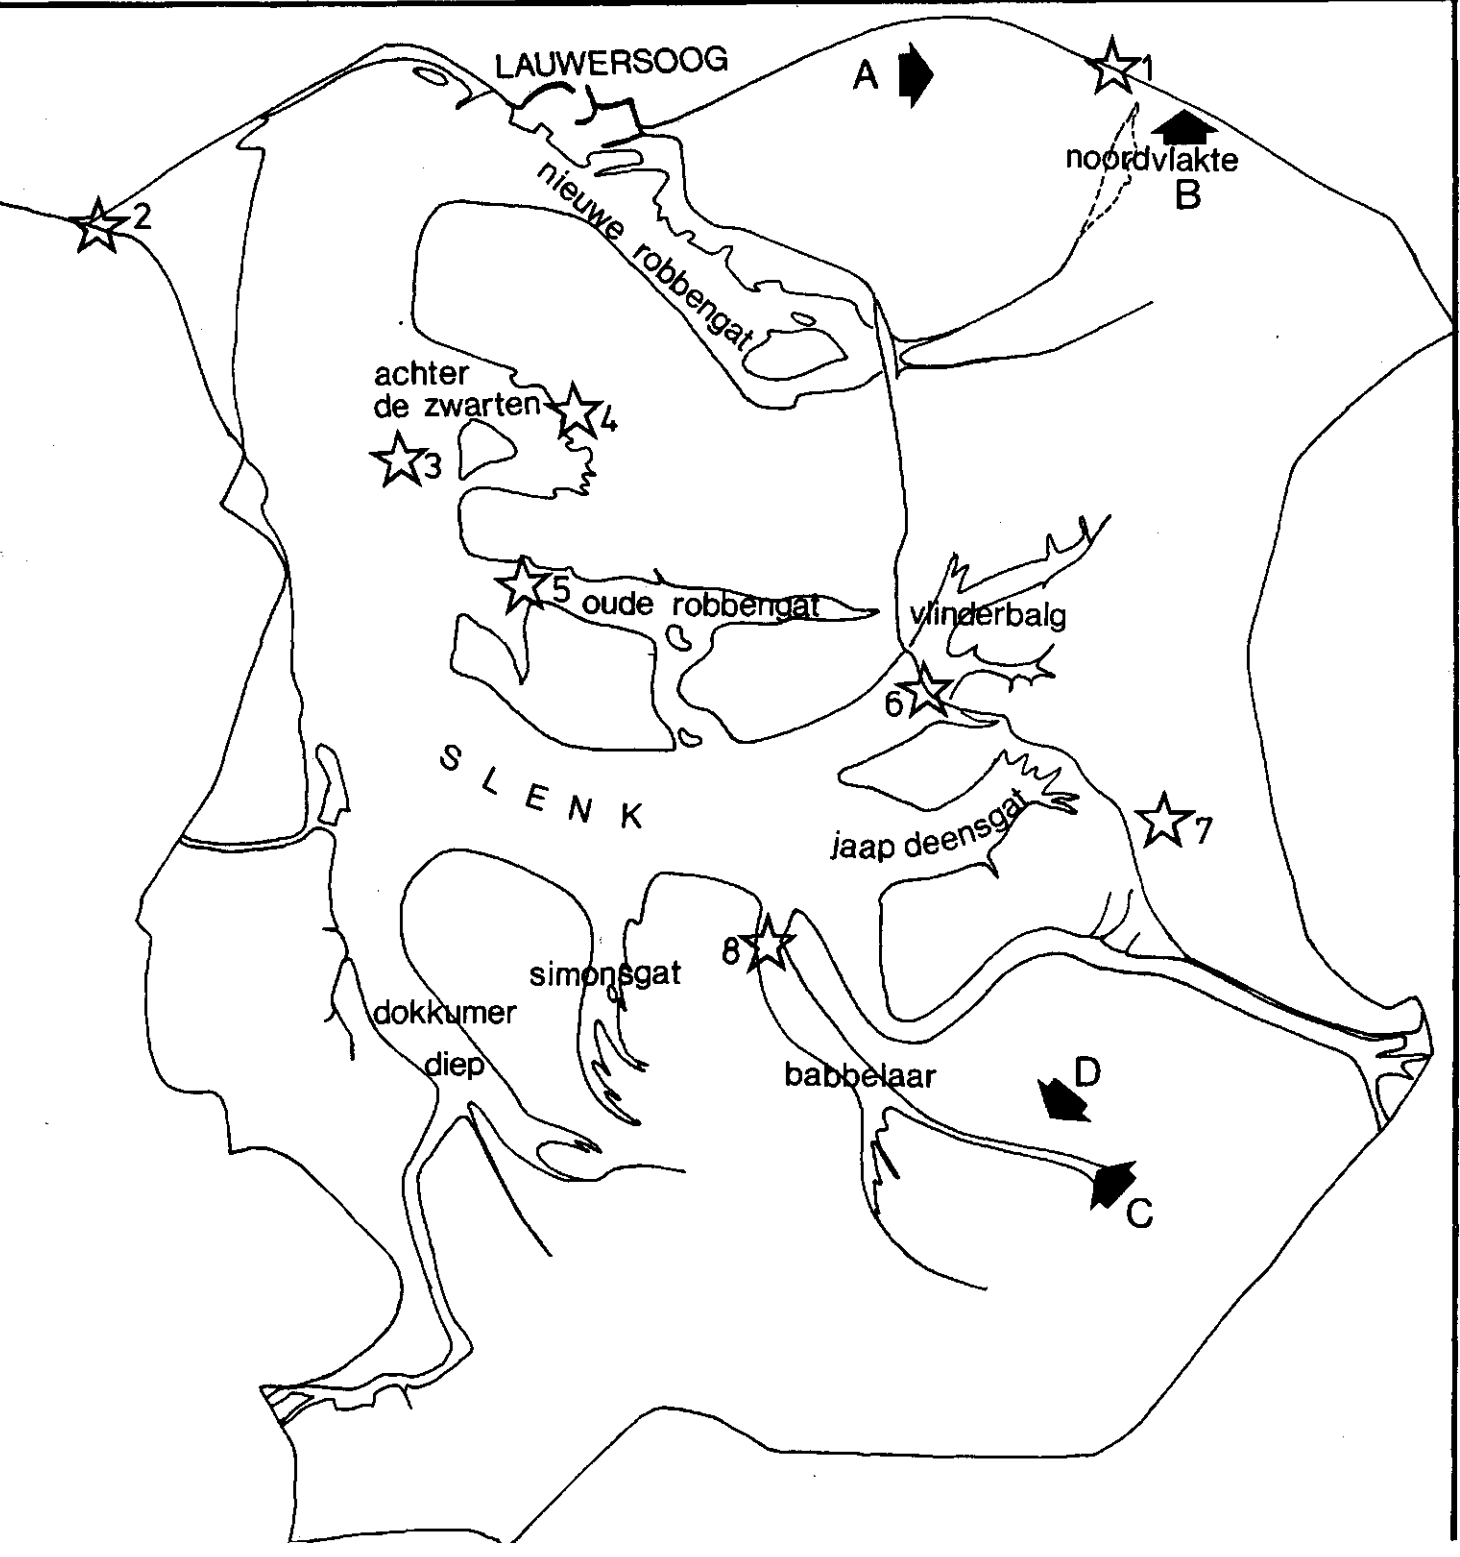 LAUWERSOOG
A
1
noordvlakte
B
2
nieuwe robbengat
achter
de zwarten
4
3
5
oude robbengat
vlinderbalg
6
SLENK
7
jaap deensgat
8
simonsgat
dokkumer
diep
babbelaar
D
C